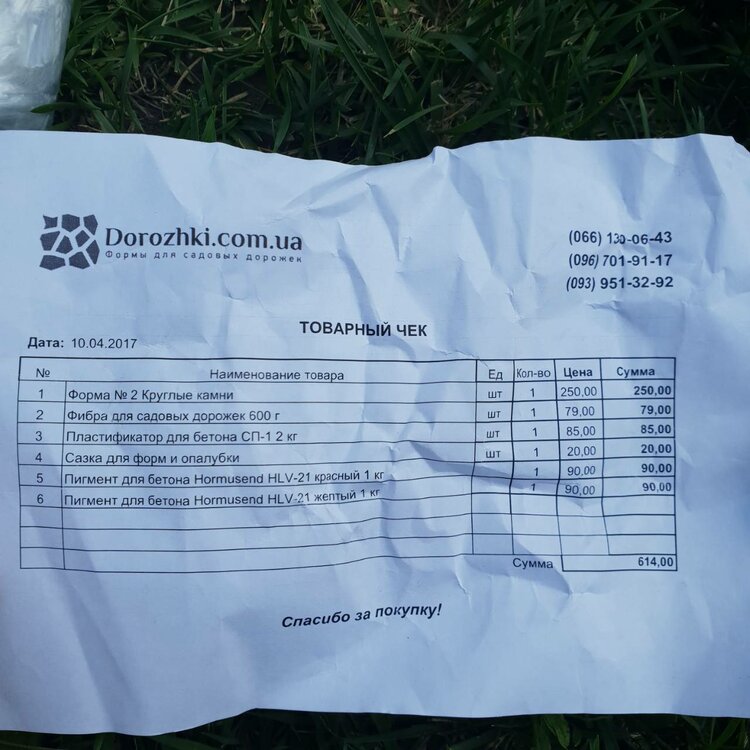 Dorozhki.com.ua
Формы для садовых дорожек
(066) 130-06-43
(096) 701-91-17
(093) 951-32-92
ТОВАРНЫЙ ЧЕК
Дата: 10.04.2017
№ Наименование товара Ед Кол-во Цена Сумма
1 Форма № 2 Круглые камни шт 1 250,00 250,00
2 Фибра для садовых дорожек 600 г шт 1 79,00 79,00
3 Пластификатор для бетона СП-1 2 кг шт 1 85,00 85,00
4 Сазка для форм и опалубки шт 1 20,00 20,00
5 Пигмент для бетона Hormusend HLV-21 красный 1 кг 1 90,00 90,00
6 Пигмент для бетона Hormusend HLV-21 желтый 1 кг 1 90,00 90,00
Сумма 614,00
Спасибо за покупку!